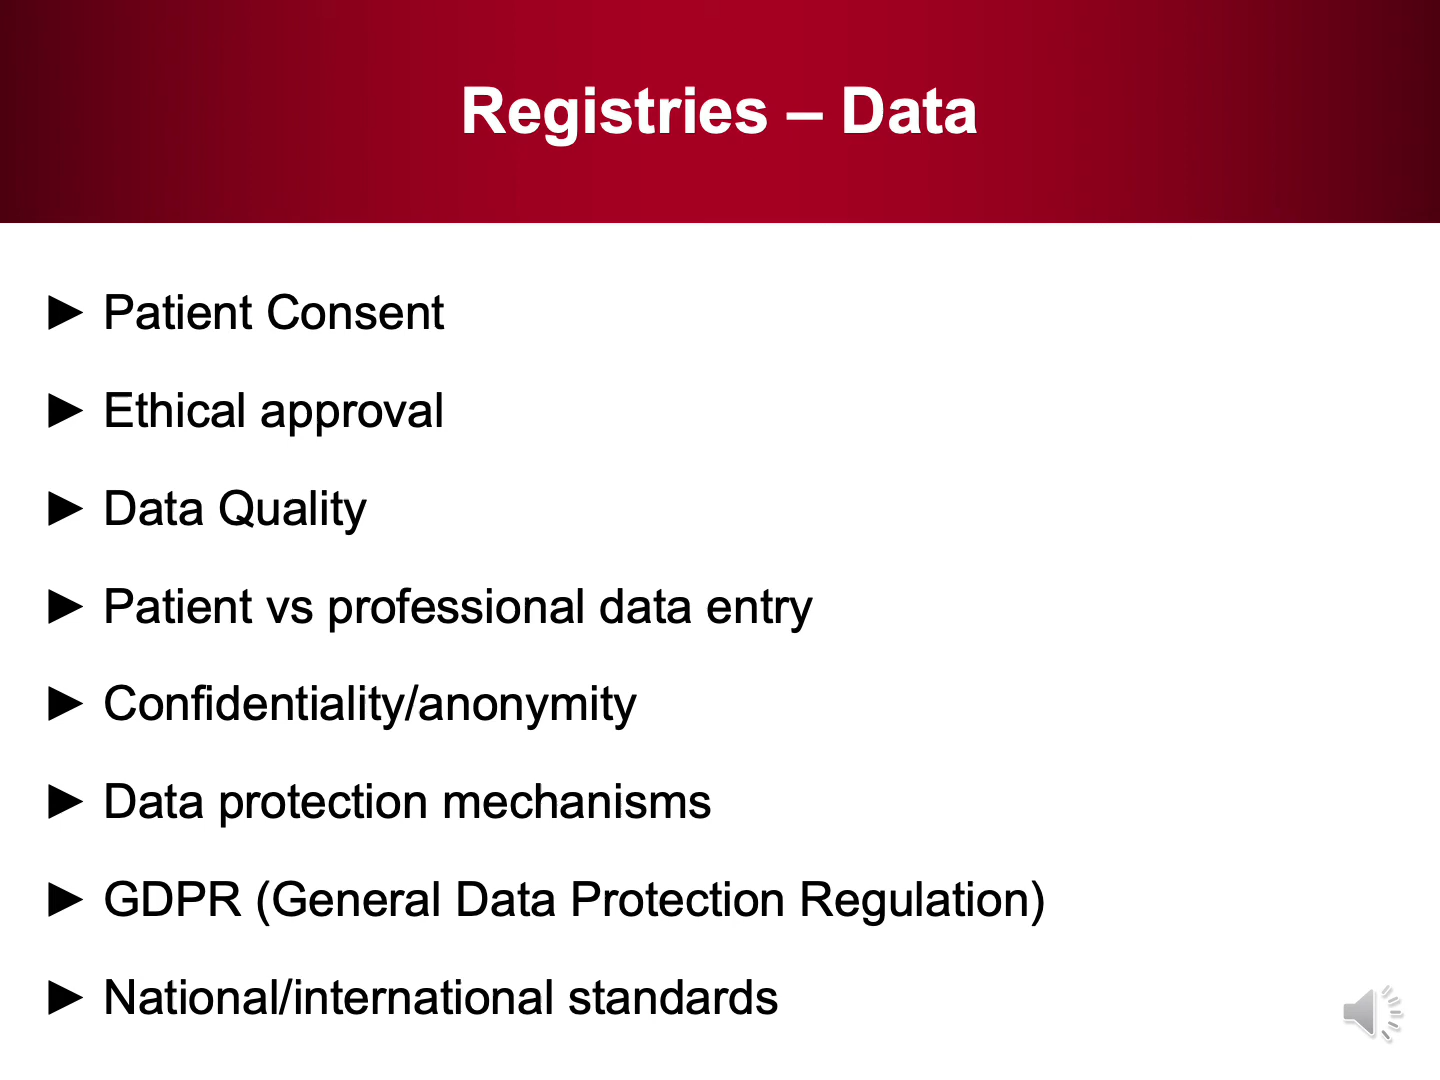 Registries – Data
► Patient Consent
► Ethical approval
► Data Quality
► Patient vs professional data entry
► Confidentiality/anonymity
► Data protection mechanisms
► GDPR (General Data Protection Regulation)
► National/international standards